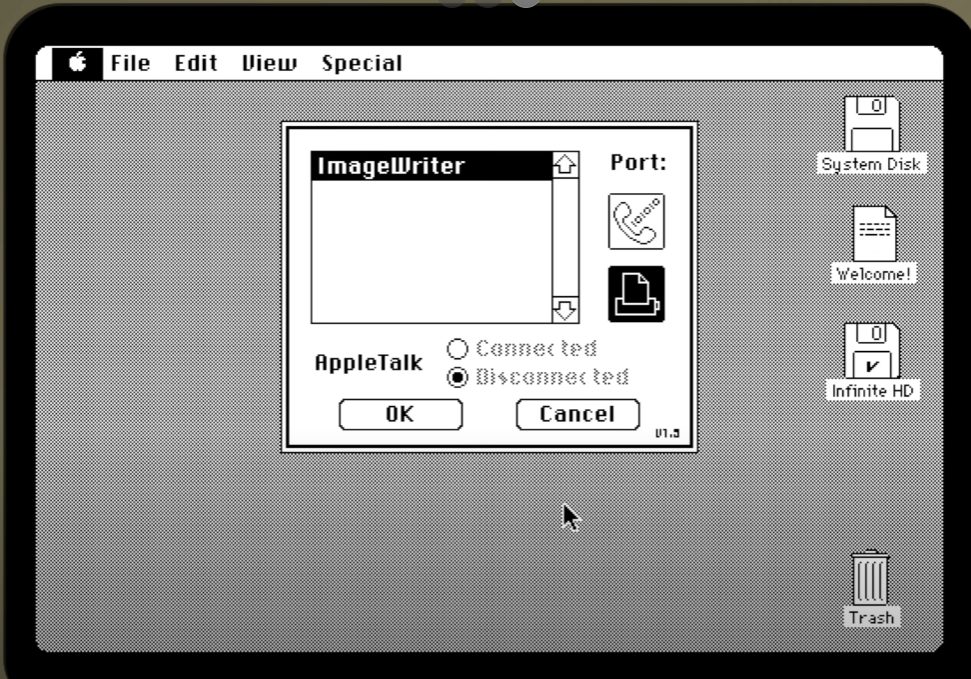 File Edit View Special
System Disk
Welcome!
Infinite HD
Trash
ImageWriter
Port:
AppleTalk
Connected
Disconnected
OK
Cancel
v1.5